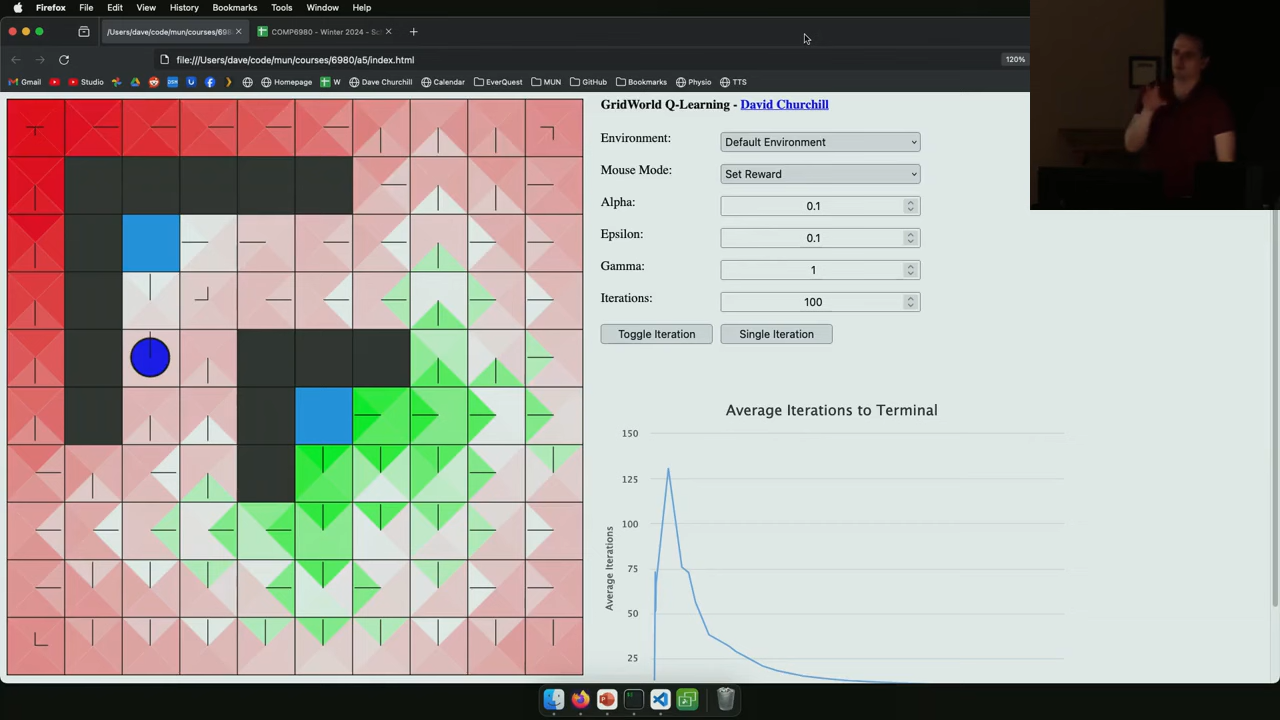 Firefox File Edit View History Bookmarks Tools Window Help
/Users/dave/code/mun/courses/698 COMP6980 - Winter 2024 - Sc
file:///Users/dave/code/mun/courses/6980/a5/index.html 120%
Gmail Studio Homepage W Dave Churchill Calendar EverQuest MUN GitHub Bookmarks Physio TTS
GridWorld Q-Learning - David Churchill
Environment: Default Environment
Mouse Mode: Set Reward
Alpha: 0.1
Epsilon: 0.1
Gamma: 1
Iterations: 100
Toggle Iteration Single Iteration
Average Iterations to Terminal
150
125
100
75
50
25
Average Iterations